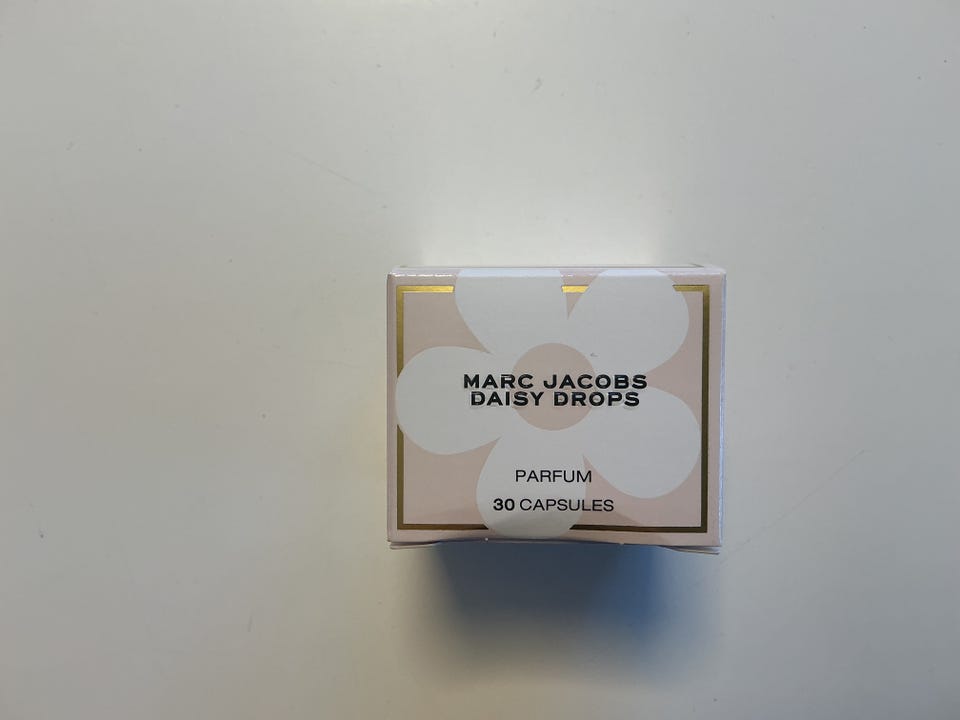 MARC JACOBS
DAISY DROPS
PARFUM
30 CAPSULES